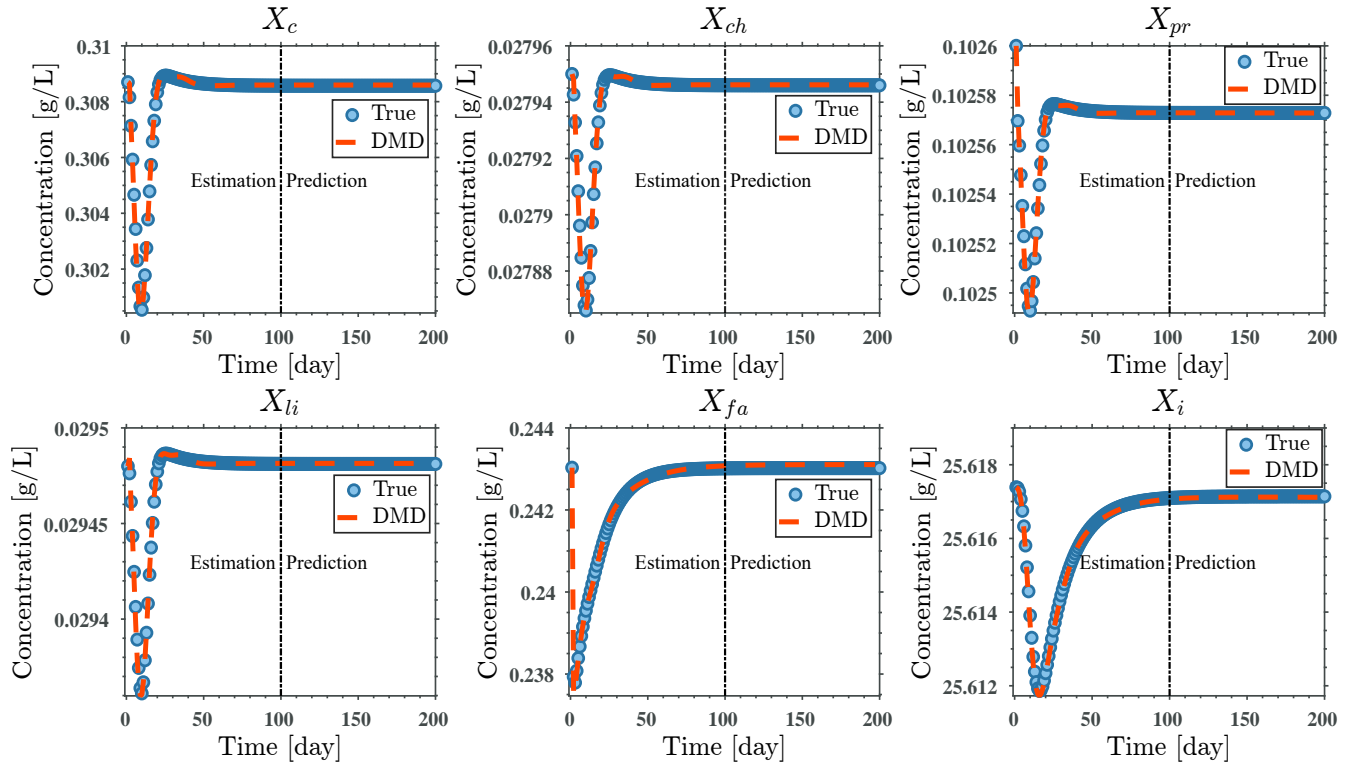 X_c
0.31
0.308
0.306
0.304
0.302
Concentration [g/L]
True
DMD
Estimation Prediction
0 50 100 150 200
Time [day]
X_ch
0.02796
0.02794
0.02792
0.0279
0.02788
Concentration [g/L]
True
DMD
Estimation Prediction
0 50 100 150 200
Time [day]
X_pr
0.1026
0.10258
0.10256
0.10254
0.10252
0.1025
Concentration [g/L]
True
DMD
Estimation Prediction
0 50 100 150 200
Time [day]
X_li
0.0295
0.02945
0.0294
Concentration [g/L]
True
DMD
Estimation Prediction
0 50 100 150 200
Time [day]
X_fa
0.244
0.242
0.24
0.238
Concentration [g/L]
True
DMD
Estimation Prediction
0 50 100 150 200
Time [day]
X_i
25.618
25.616
25.614
25.612
Concentration [g/L]
True
DMD
Estimation Prediction
0 50 100 150 200
Time [day]